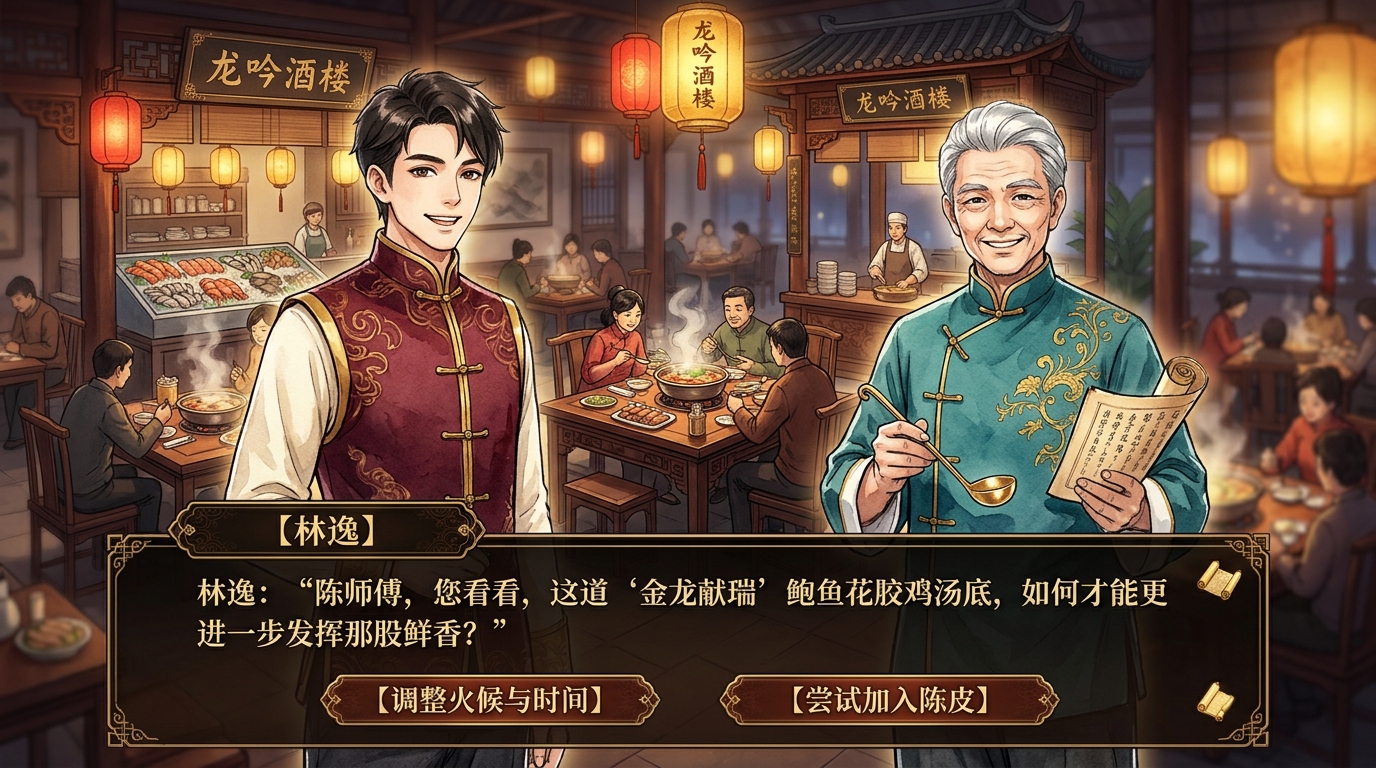 龙吟酒楼
龙吟酒楼
龙吟酒楼
【林逸】
林逸：“陈师傅，您看看，这道‘金龙献瑞’鲍鱼花胶鸡汤底，如何才能更
进一步发挥那股鲜香？”
【调整火候与时间】
【尝试加入陈皮】